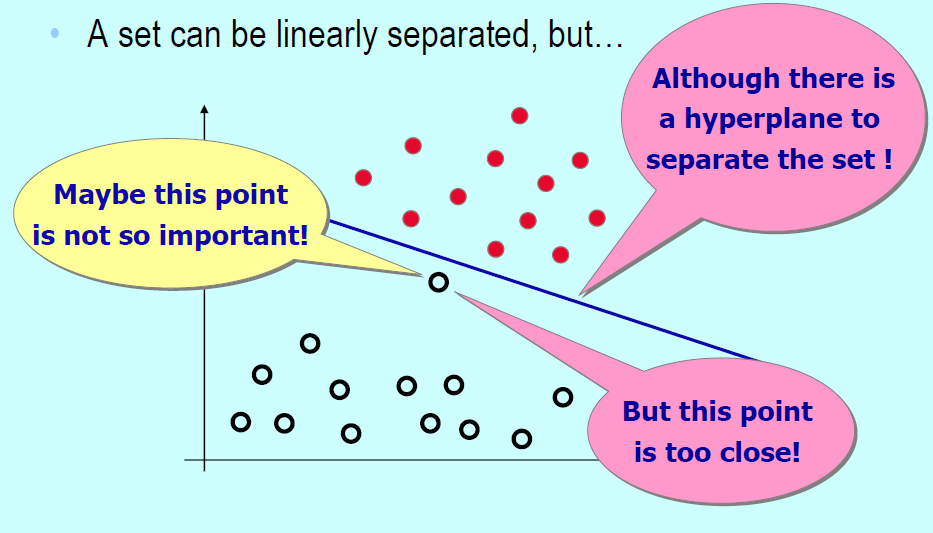 • A set can be linearly separated, but…
Although there is
a hyperplane to
separate the set !
Maybe this point
is not so important!
But this point
is too close!